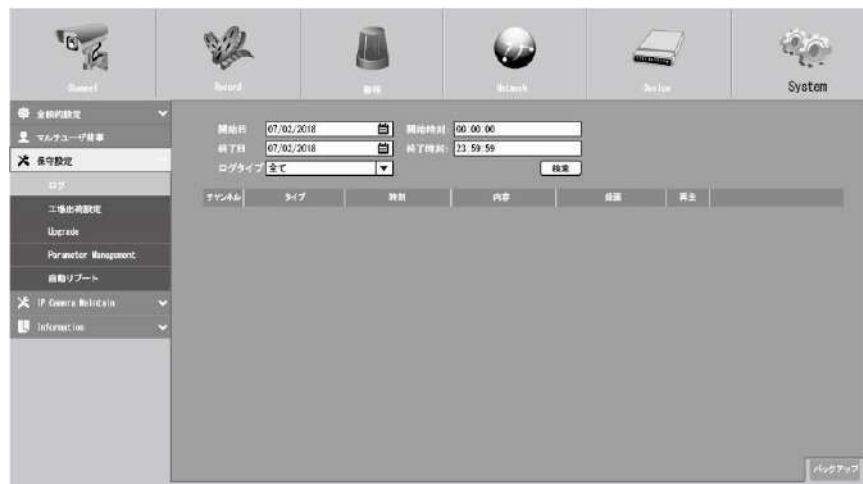 Channel Record 警報 Network Device System
全般的設定
マルチユーザ管事
保守設定
ログ
工場出荷設定
Upgrade
Parameter Management
自動リブート
IP Camera Maintain
Information
開始日 07/02/2018 開始時刻 00:00:00
終了日 07/02/2018 終了時刻: 23:59:59
ログタイプ 全て 検索
チャンネル タイプ 時刻 内容 録画 再生
バックアップ